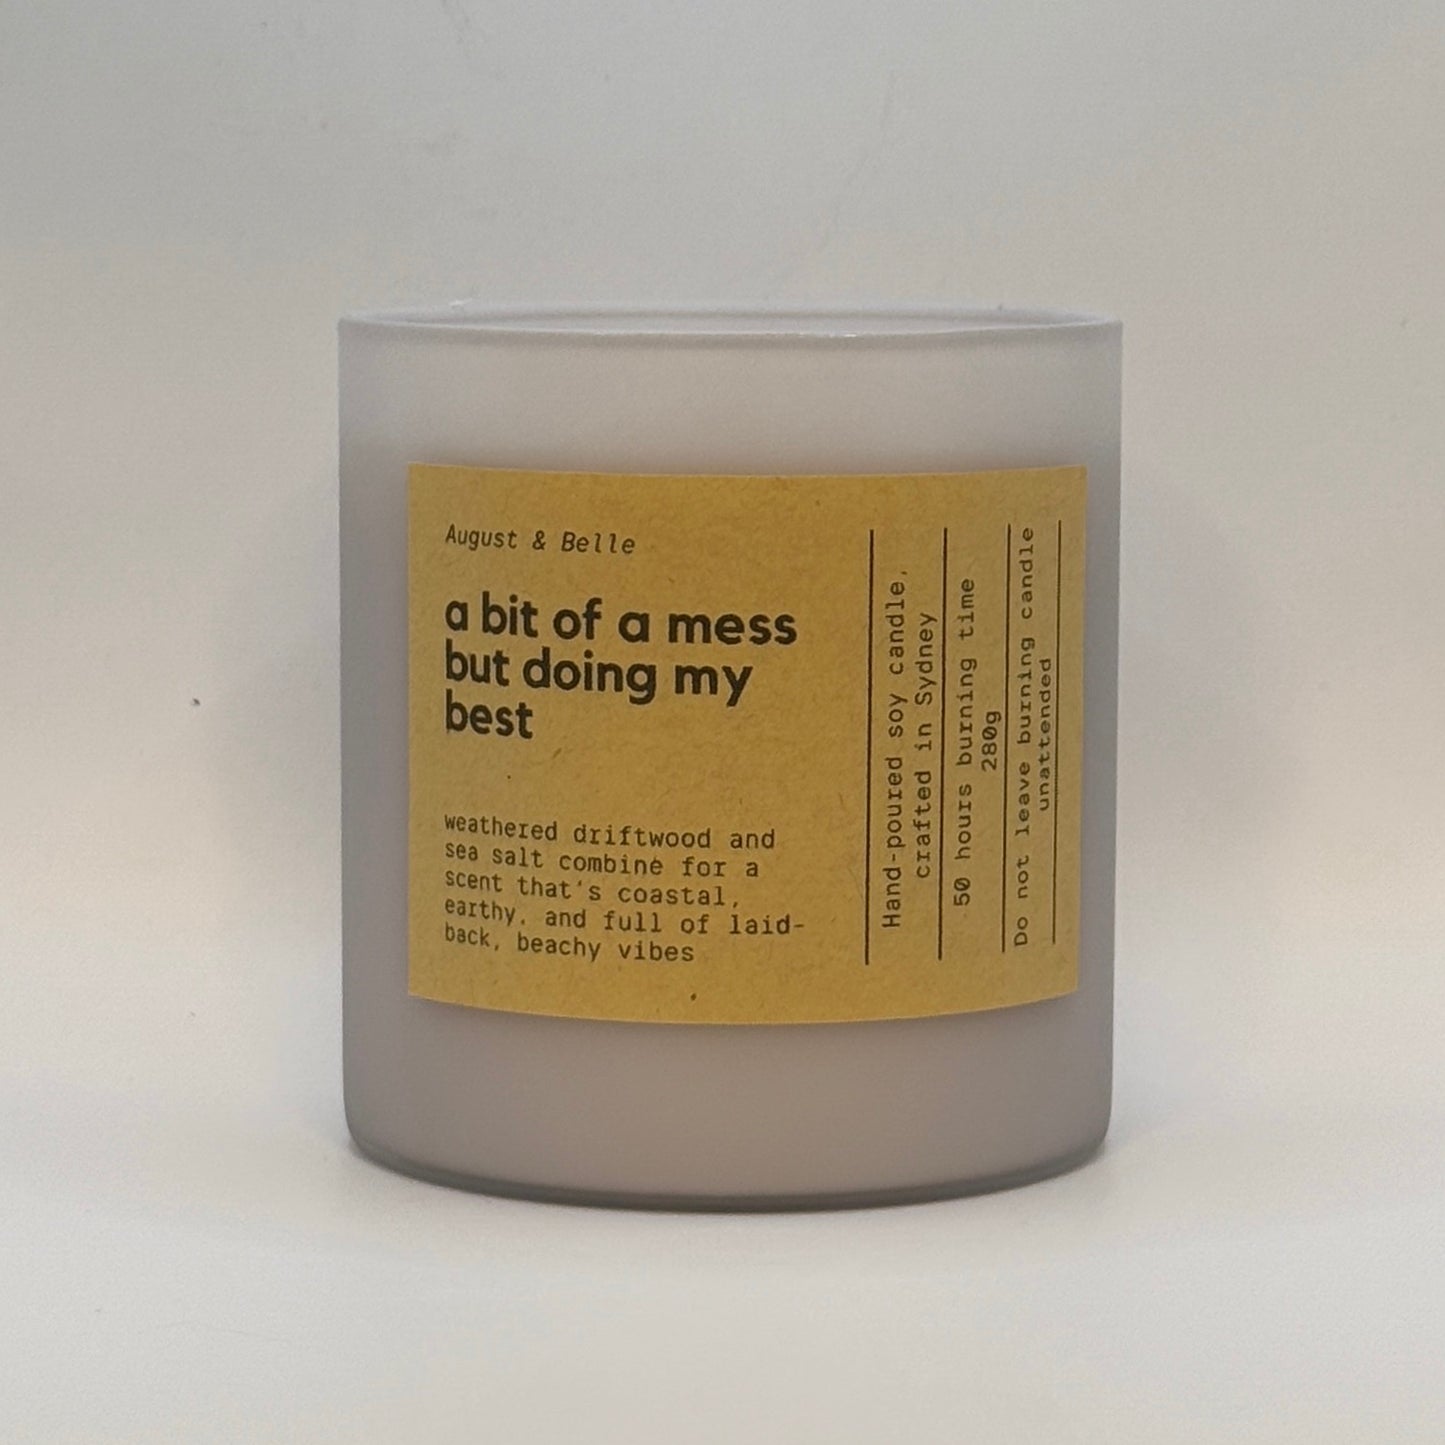 August & Belle
a bit of a mess
but doing my
best
weathered driftwood and
sea salt combine for a
scent that's coastal,
earthy, and full of laid-
back, beachy vibes
Hand-poured soy candle,
crafted in Sydney
50 hours burning time
280g
Do not leave burning candle
unattended